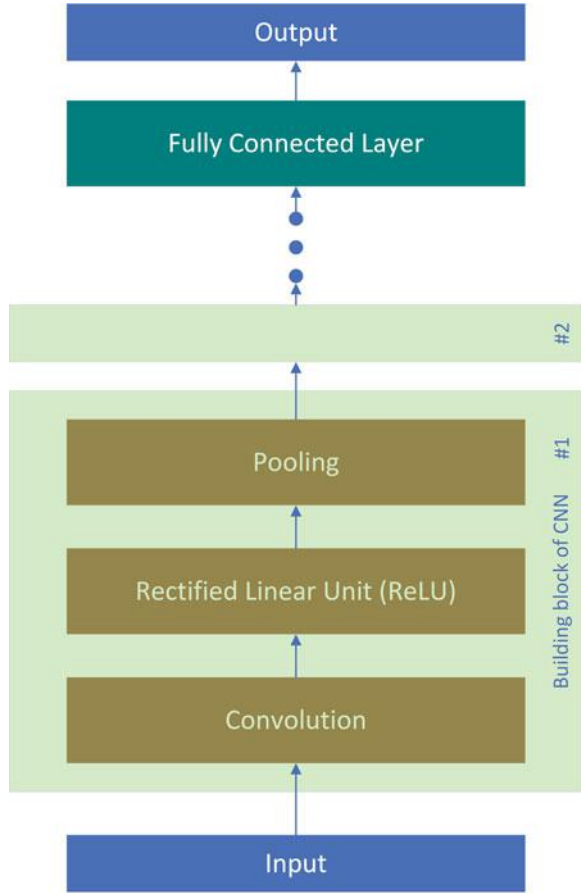 Output
Fully Connected Layer
#2
Pooling
#1
Rectified Linear Unit (ReLU)
Building block of CNN
Convolution
Input